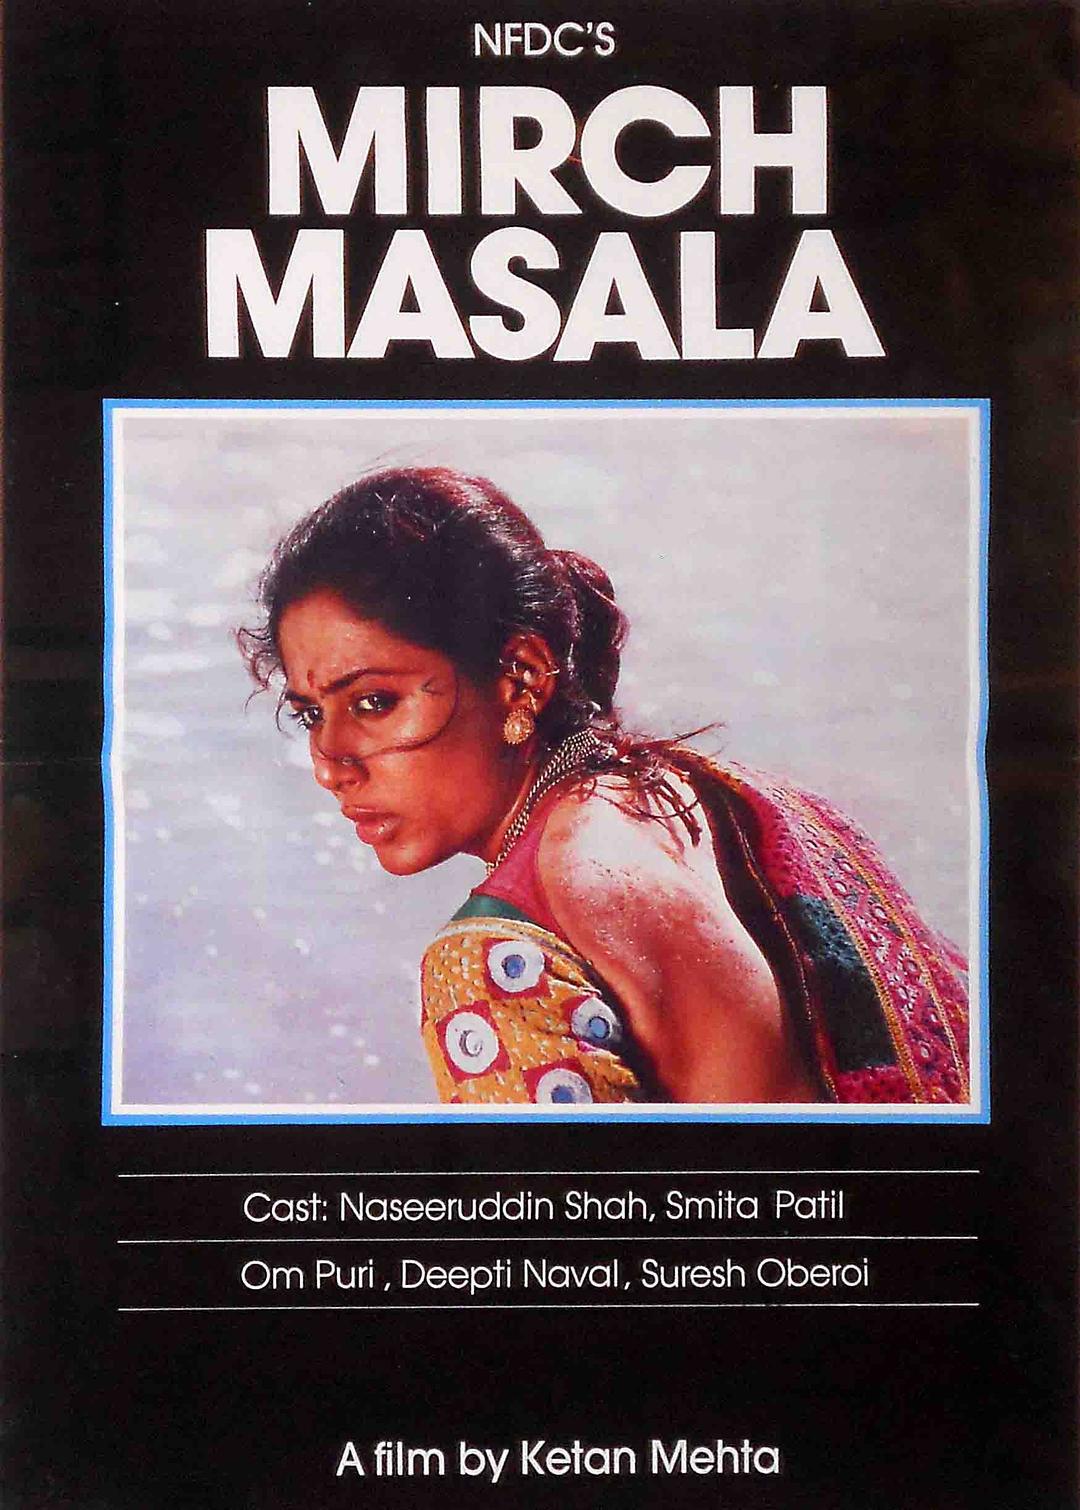 NFDC'S
MIRCH
MASALA
Cast: Naseeruddin Shah, Smita Patil
Om Puri , Deepti Naval, Suresh Oberoi
A film by Ketan Mehta